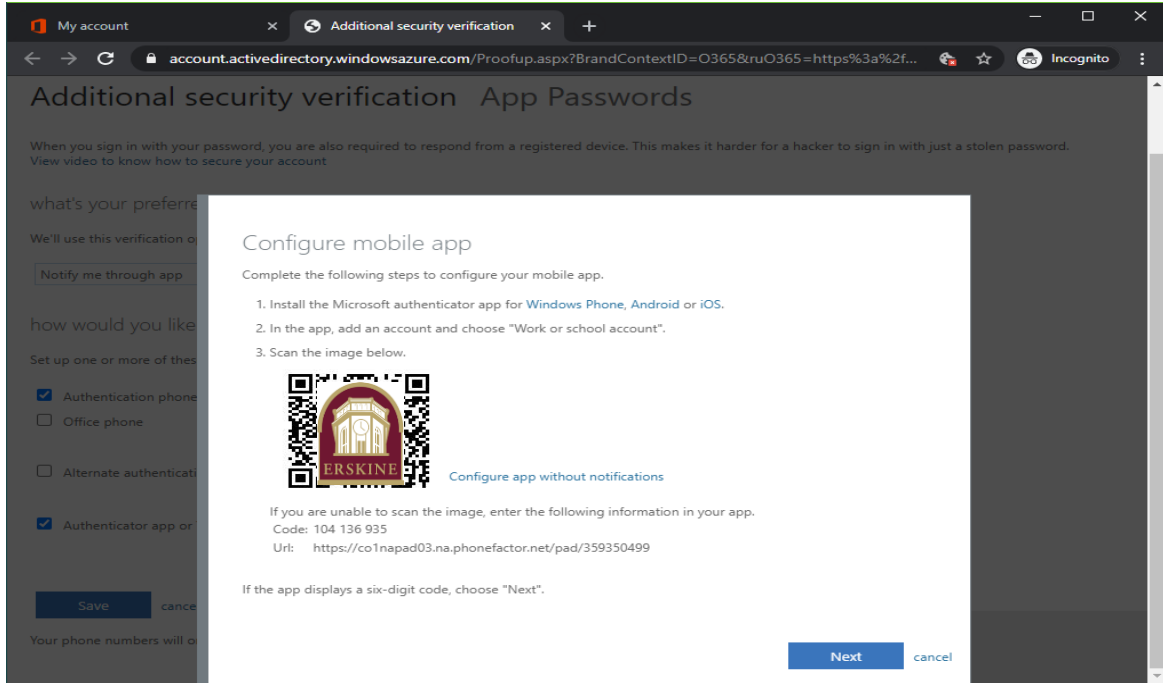 My account
Additional security verification
account.activedirectory.windowsazure.com/Proofup.aspx?BrandContextID=O365&ruO365=https%3a%2f...
Incognito
Additional security verification App Passwords
When you sign in with your password, you are also required to respond from a registered device. This makes it harder for a hacker to sign in with just a stolen password.
View video to know how to secure your account
what's your preferre
We'll use this verification o
Notify me through app
how would you like
Set up one or more of thes
Authentication phone
Office phone
Alternate authenticati
Authenticator app or
Save cance
Your phone numbers will o
Configure mobile app
Complete the following steps to configure your mobile app.
1. Install the Microsoft authenticator app for Windows Phone, Android or iOS.
2. In the app, add an account and choose "Work or school account".
3. Scan the image below.
ERSKINE
Configure app without notifications
If you are unable to scan the image, enter the following information in your app.
Code: 104 136 935
Url: https://co1napad03.na.phonefactor.net/pad/359350499
If the app displays a six-digit code, choose "Next".
Next cancel